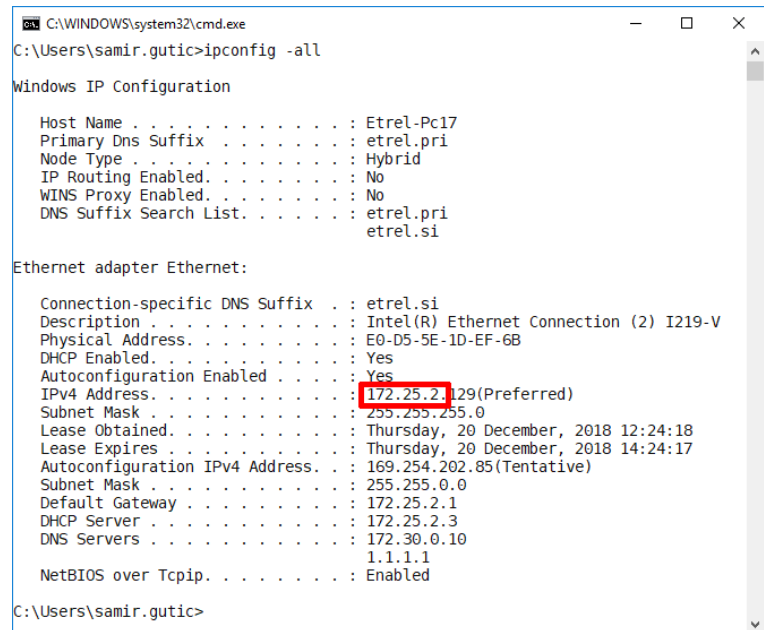 C:\WINDOWS\system32\cmd.exe
C:\Users\samir.gutic>ipconfig -all
Windows IP Configuration
Host Name . . . . . . . . . . . . : Etrel-Pc17
Primary Dns Suffix . . . . . . . : etrel.pri
Node Type . . . . . . . . . . . . : Hybrid
IP Routing Enabled. . . . . . . . : No
WINS Proxy Enabled. . . . . . . . : No
DNS Suffix Search List. . . . . . : etrel.pri
etrel.si
Ethernet adapter Ethernet:
Connection-specific DNS Suffix . : etrel.si
Description . . . . . . . . . . . : Intel(R) Ethernet Connection (2) I219-V
Physical Address. . . . . . . . . : E0-D5-5E-1D-EF-6B
DHCP Enabled. . . . . . . . . . . : Yes
Autoconfiguration Enabled . . . . : Yes
IPv4 Address. . . . . . . . . . . : 172.25.2.129(Preferred)
Subnet Mask . . . . . . . . . . . : 255.255.255.0
Lease Obtained. . . . . . . . . . : Thursday, 20 December, 2018 12:24:18
Lease Expires . . . . . . . . . . : Thursday, 20 December, 2018 14:24:17
Autoconfiguration IPv4 Address. . : 169.254.202.85(Tentative)
Subnet Mask . . . . . . . . . . . : 255.255.0.0
Default Gateway . . . . . . . . . : 172.25.2.1
DHCP Server . . . . . . . . . . . : 172.25.2.3
DNS Servers . . . . . . . . . . . : 172.30.0.10
1.1.1.1
NetBIOS over Tcpip. . . . . . . . : Enabled
C:\Users\samir.gutic>